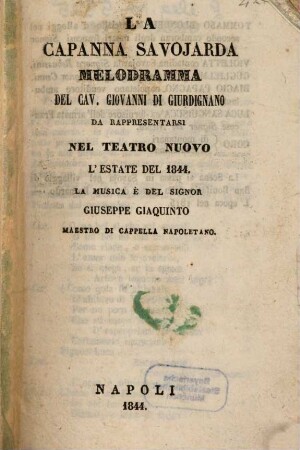 LA
CAPANNA SAVOJARDA
MELODRAMMA
DEL CAV. GIOVANNI DI GIURDIGNANO
DA RAPPRESENTARSI
NEL TEATRO NUOVO
L'ESTATE DEL 1844.
LA MUSICA È DEL SIGNOR
GIUSEPPE GIAQUINTO
MAESTRO DI CAPPELLA NAPOLETANO.
NAPOLI
1844.